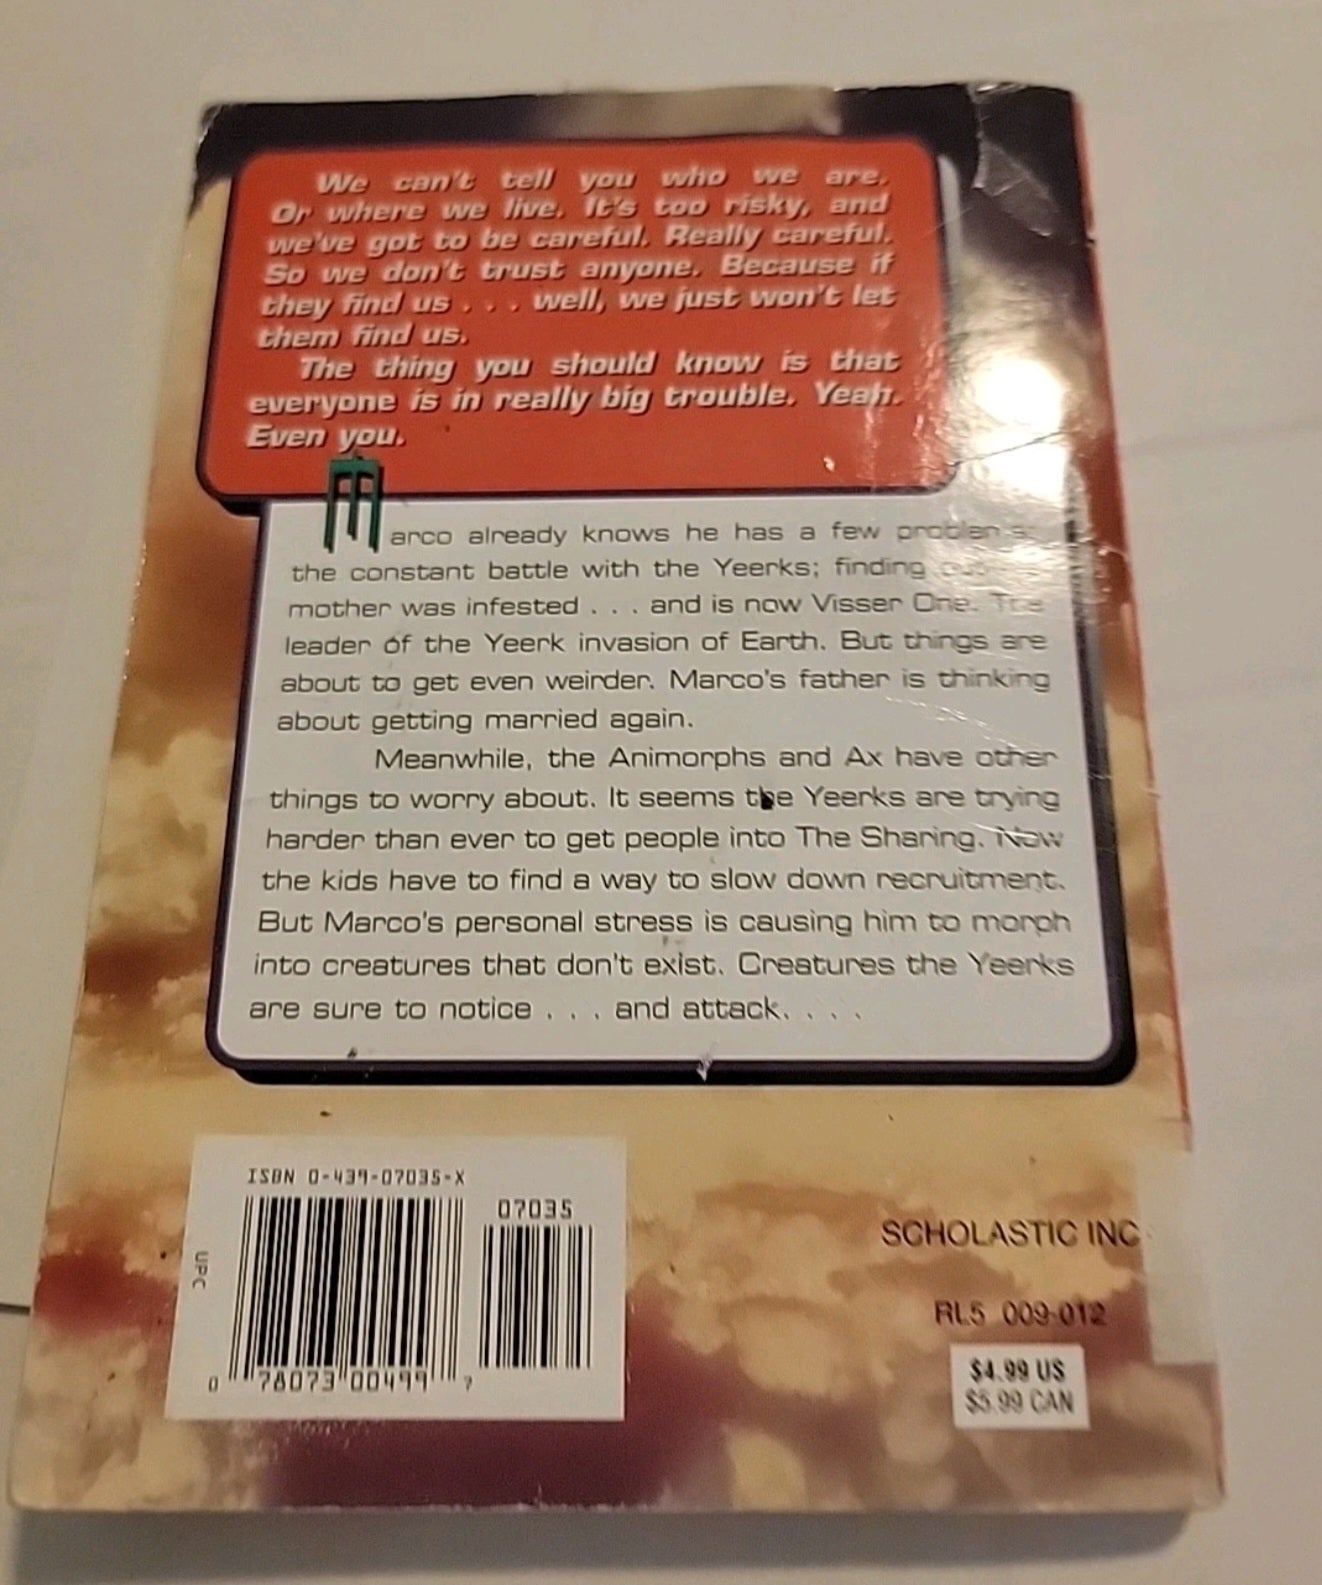 We can't tell you who we are.
Or where we live. It's too risky, and
we've got to be careful. Really careful.
So we don't trust anyone. Because if
they find us . . . well, we just won't let
them find us.
The thing you should know is that
everyone is in really big trouble. Yeah.
Even you.
Marco already knows he has a few problems:
the constant battle with the Yeerks; finding
mother was infested . . . and is now Visser One. The
leader of the Yeerk invasion of Earth. But things are
about to get even weirder. Marco's father is thinking
about getting married again.
Meanwhile, the Animorphs and Ax have other
things to worry about. It seems the Yeerks are trying
harder than ever to get people into The Sharing. Now
the kids have to find a way to slow down recruitment.
But Marco's personal stress is causing him to morph
into creatures that don't exist. Creatures the Yeerks
are sure to notice . . . and attack. . . .
ISBN 0-439-07035-X
07035
UPC
0 78073 00499 7
SCHOLASTIC INC
RL5 009-012
$4.99 US
$5.99 CAN